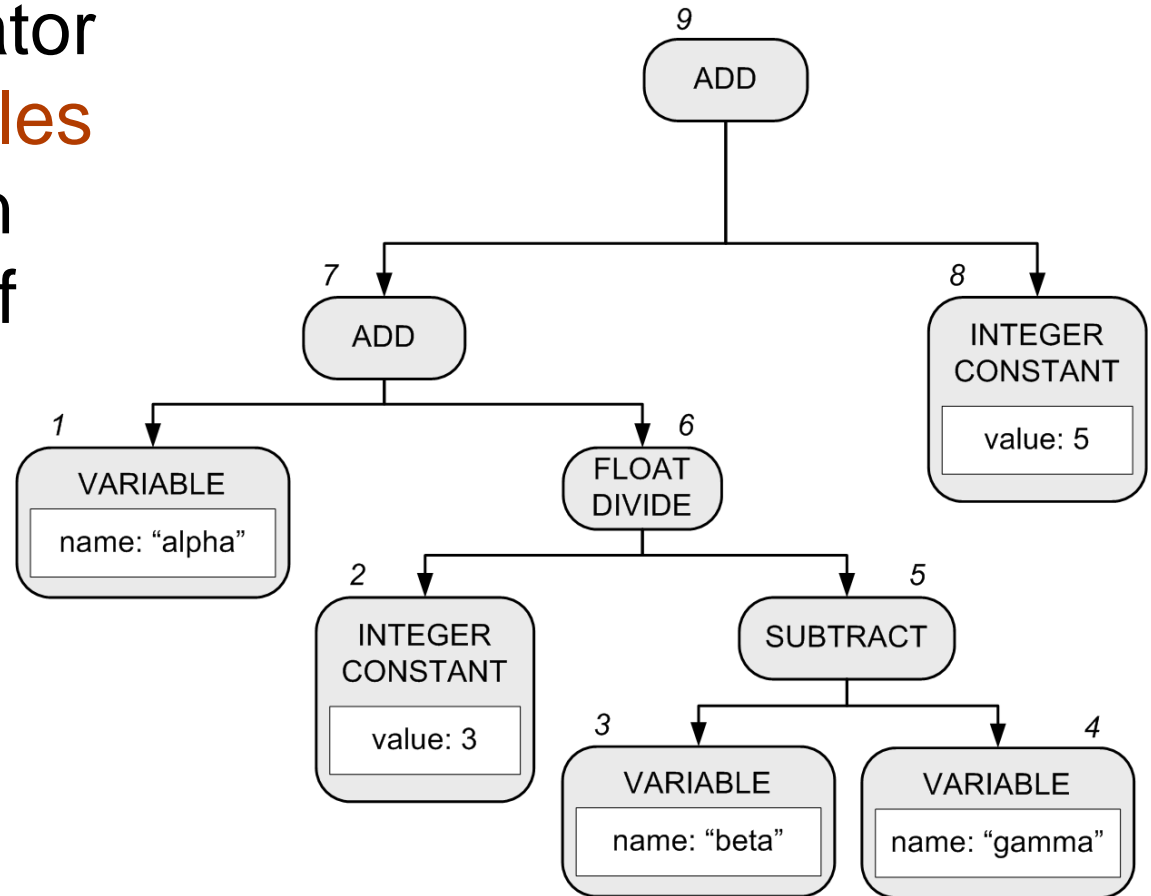 ator
les
n
f
9
ADD
7
ADD
8
INTEGER
CONSTANT
value: 5
1
VARIABLE
name: “alpha”
6
FLOAT
DIVIDE
2
INTEGER
CONSTANT
value: 3
5
SUBTRACT
3
VARIABLE
name: “beta”
4
VARIABLE
name: “gamma”